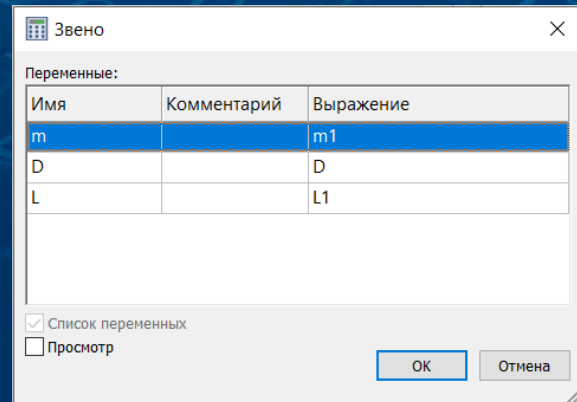 Звено
Переменные:
Имя Комментарий Выражение
m m1
D D
L L1
Список переменных
Просмотр
OK Отмена